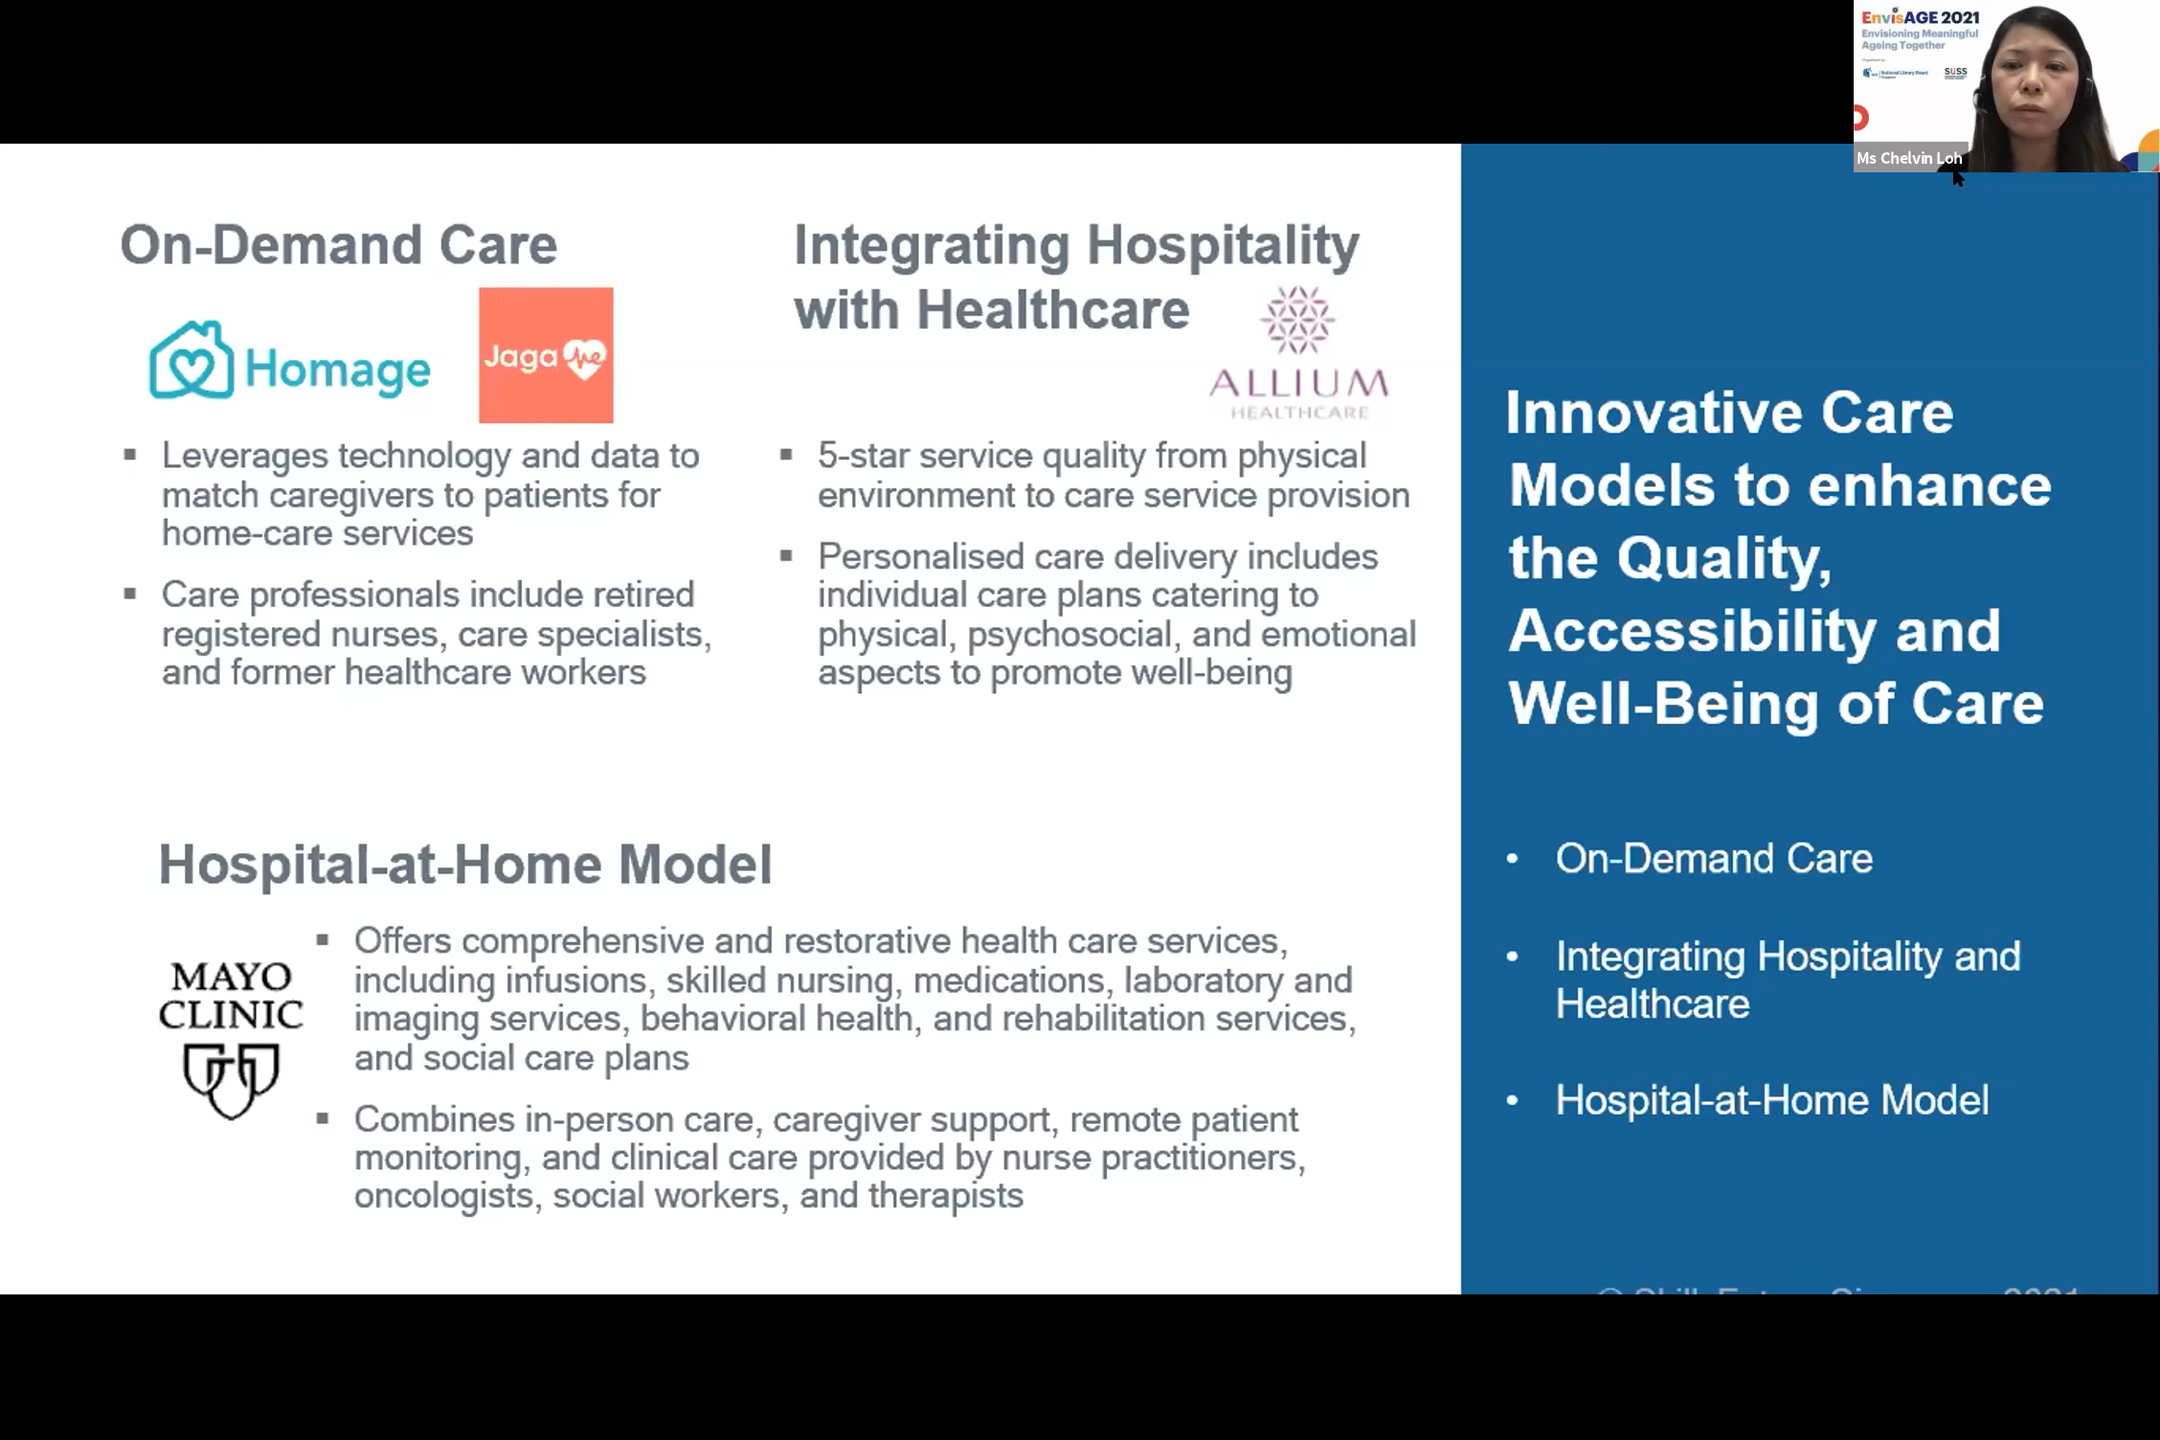 EnvisAGE 2021
Envisioning Meaningful
Ageing Together
National Library Board
Singapore
SUSS
Ms Chelvin Loh
On-Demand Care
Homage
Jaga me
Leverages technology and data to
match caregivers to patients for
home-care services
Care professionals include retired
registered nurses, care specialists,
and former healthcare workers
Integrating Hospitality
with Healthcare
ALLIUM
HEALTHCARE
5-star service quality from physical
environment to care service provision
Personalised care delivery includes
individual care plans catering to
physical, psychosocial, and emotional
aspects to promote well-being
Hospital-at-Home Model
MAYO
CLINIC
Offers comprehensive and restorative health care services,
including infusions, skilled nursing, medications, laboratory and
imaging services, behavioral health, and rehabilitation services,
and social care plans
Combines in-person care, caregiver support, remote patient
monitoring, and clinical care provided by nurse practitioners,
oncologists, social workers, and therapists
Innovative Care
Models to enhance
the Quality,
Accessibility and
Well-Being of Care
• On-Demand Care
• Integrating Hospitality and
Healthcare
• Hospital-at-Home Model